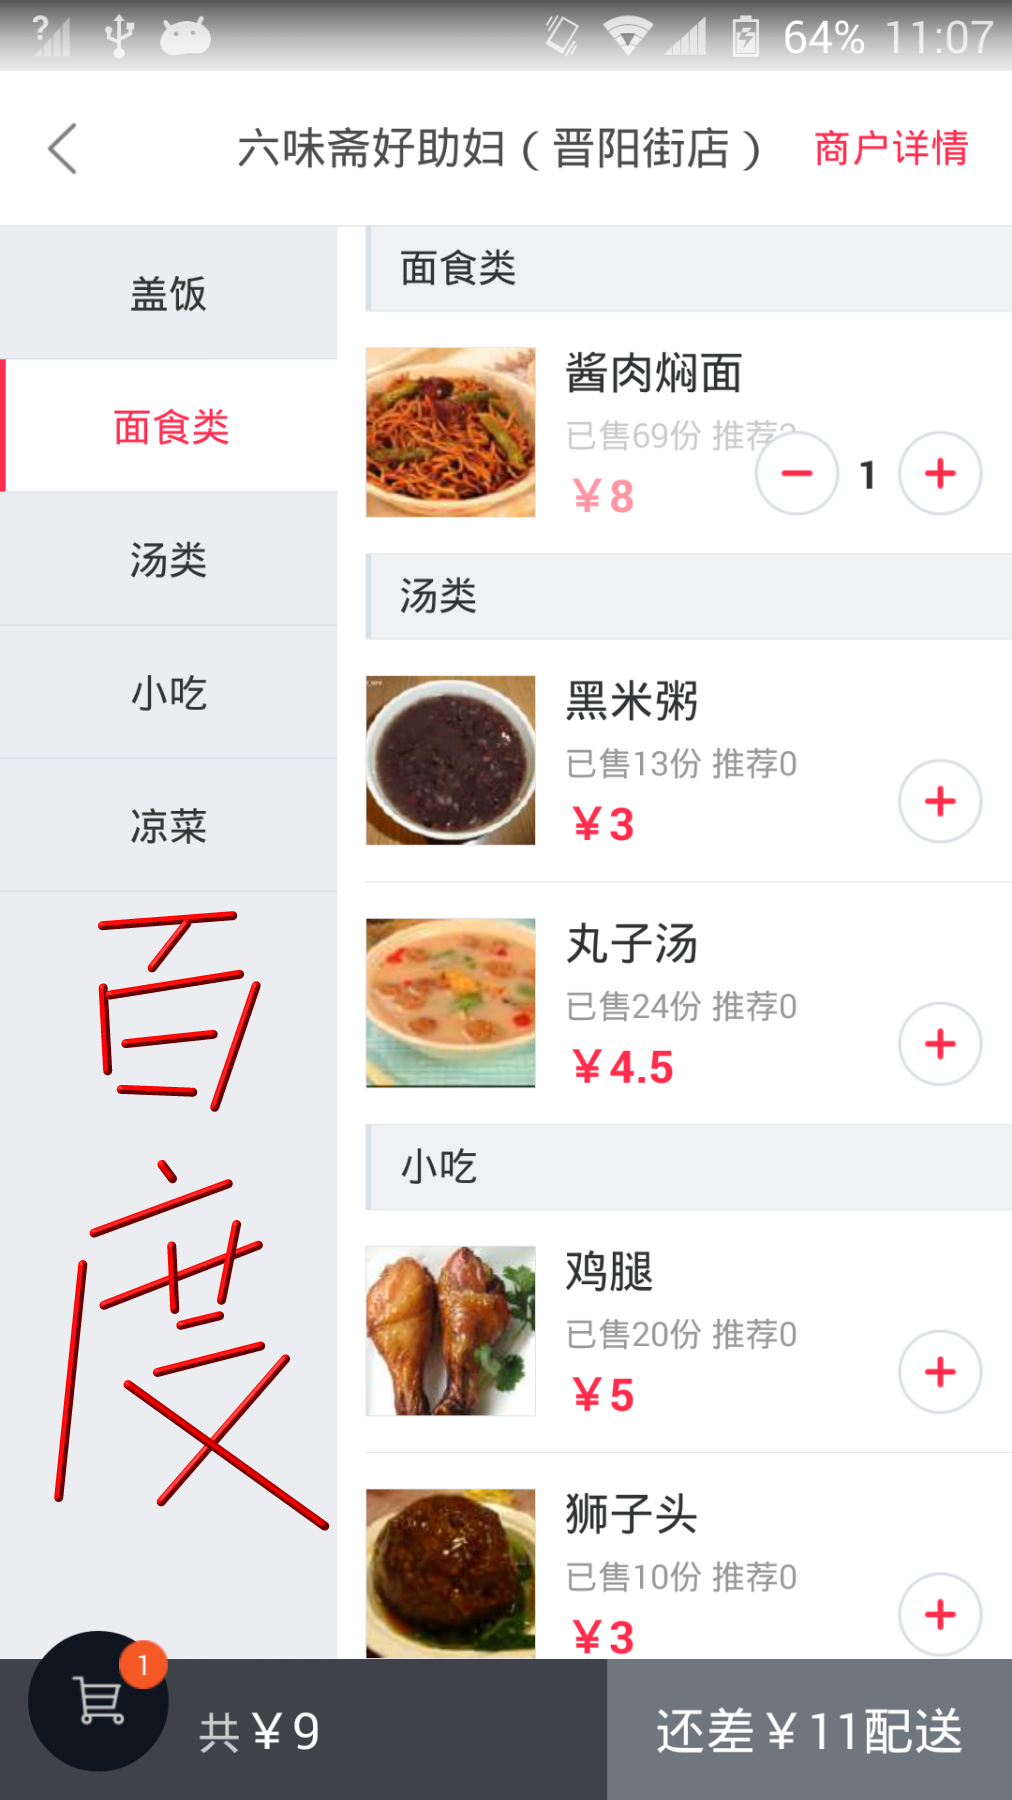 64% 11:07
六味斋好助妇（晋阳街店） 商户详情
盖饭
面食类
汤类
小吃
凉菜
百度
面食类
酱肉焖面
已售69份 推荐
¥8
1
汤类
黑米粥
已售13份 推荐0
¥3
丸子汤
已售24份 推荐0
¥4.5
小吃
鸡腿
已售20份 推荐0
¥5
狮子头
已售10份 推荐0
¥3
1
共¥9
还差¥11配送